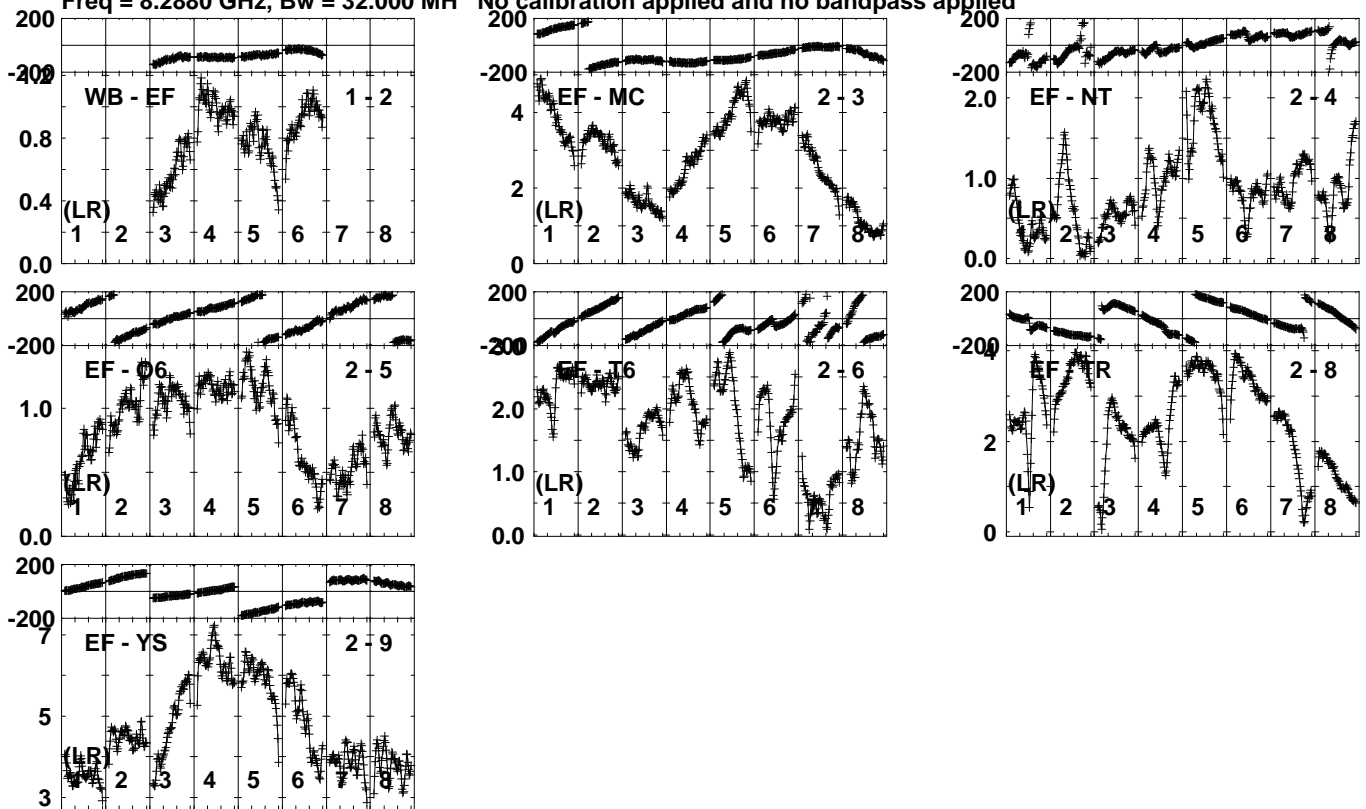 Freq = 8.2880 GHz, Bw = 32.000 MH No calibration applied and no bandpass applied
200 200 200
-200 -200 -200
1.2
WB - EF 1 - 2 EF - MC 2 - 3 EF - NT 2 - 4
2.0
4
0.8
1.0
2
0.4
(LR) (LR) (LR)
1 2 3 4 5 6 7 8 1 2 3 4 5 6 7 8 1 2 3 4 5 6 7 8
0.0 0 0.0
200 200 200
-200 -200 -200
3.0 4
EF - O6 2 - 5 EF - T6 2 - 6 EF - TR 2 - 8
1.0 2.0
2
1.0
(LR) (LR) (LR)
1 2 3 4 5 6 7 8 1 2 3 4 5 6 7 8 1 2 3 4 5 6 7 8
0.0 0.0 0
200
-200
7
EF - YS 2 - 9
5
(LR)
1 2 3 4 5 6 7 8
3